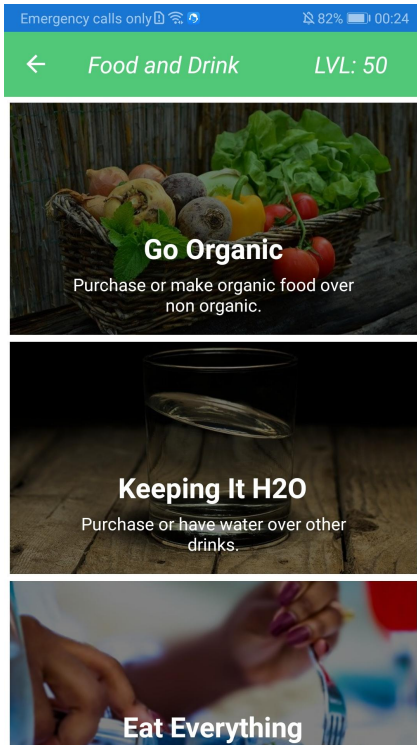 Emergency calls only 82% 00:24
Food and Drink LVL: 50
Go Organic
Purchase or make organic food over
non organic.
Keeping It H2O
Purchase or have water over other
drinks.
Eat Everything